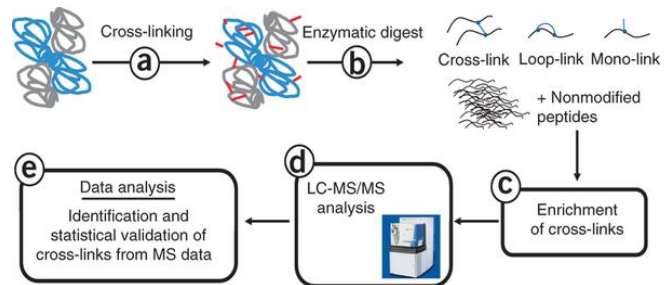 Cross-linking
a
Enzymatic digest
b
Cross-link Loop-link Mono-link
+ Nonmodified
peptides
c
Enrichment
of cross-links
d
LC-MS/MS
analysis
e
Data analysis
Identification and
statistical validation of
cross-links from MS data